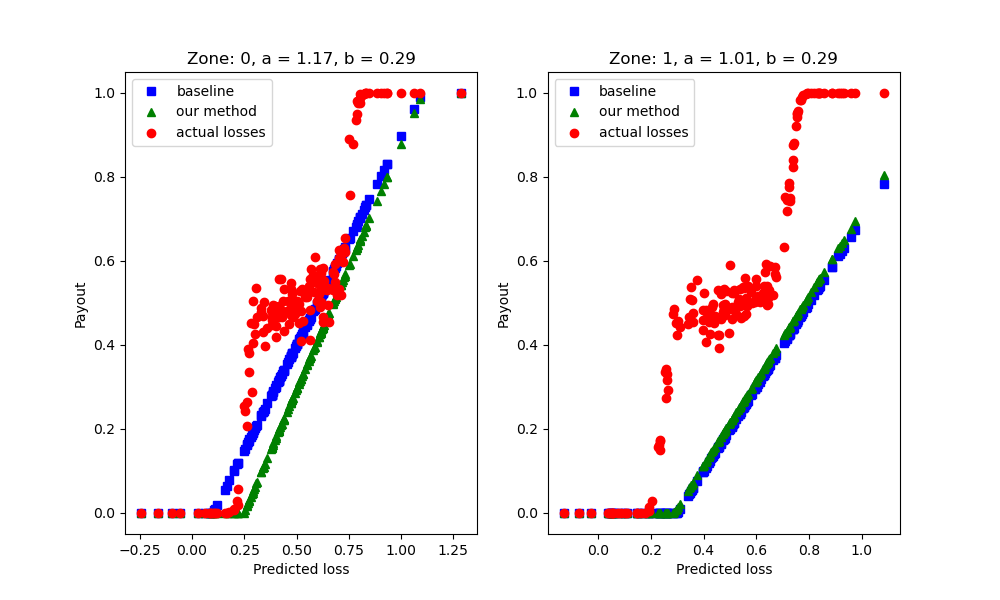 Zone: 0, a = 1.17, b = 0.29
baseline
our method
actual losses
1.0
0.8
0.6
0.4
0.2
0.0
Payout
−0.25 0.00 0.25 0.50 0.75 1.00 1.25
Predicted loss
Zone: 1, a = 1.01, b = 0.29
baseline
our method
actual losses
1.0
0.8
0.6
0.4
0.2
0.0
Payout
0.0 0.2 0.4 0.6 0.8 1.0
Predicted loss